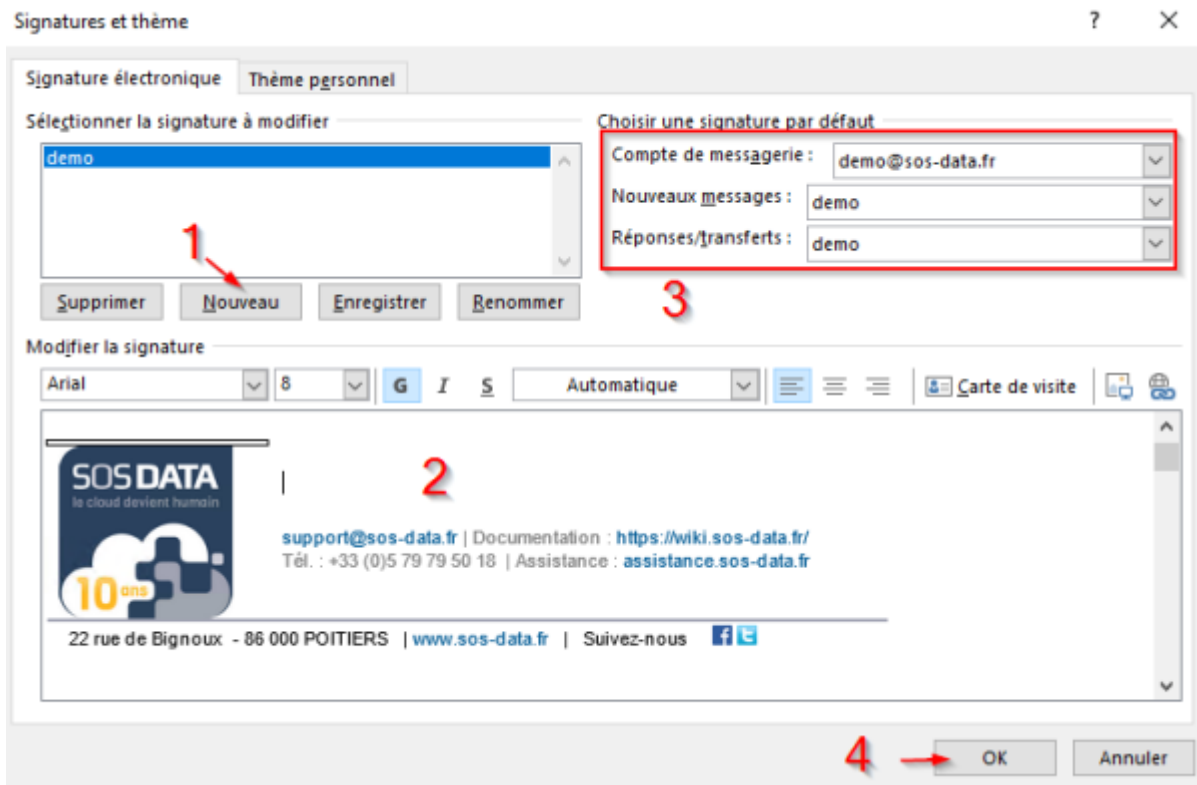 Signatures et thème ?
Signature électronique Thème personnel
Sélectionner la signature à modifier Choisir une signature par défaut
demo
Compte de messagerie : demo@sos-data.fr
Nouveaux messages : demo
Réponses/transferts : demo
1
3
Supprimer Nouveau Enregistrer Renommer
Modifier la signature
Arial 8 G I S Automatique Carte de visite
SOS DATA
le cloud devient humain
2
support@sos-data.fr | Documentation : https://wiki.sos-data.fr/
Tél. : +33 (0)5 79 79 50 18 | Assistance : assistance.sos-data.fr
10 ans
22 rue de Bignoux - 86 000 POITIERS | www.sos-data.fr | Suivez-nous
4 OK Annuler